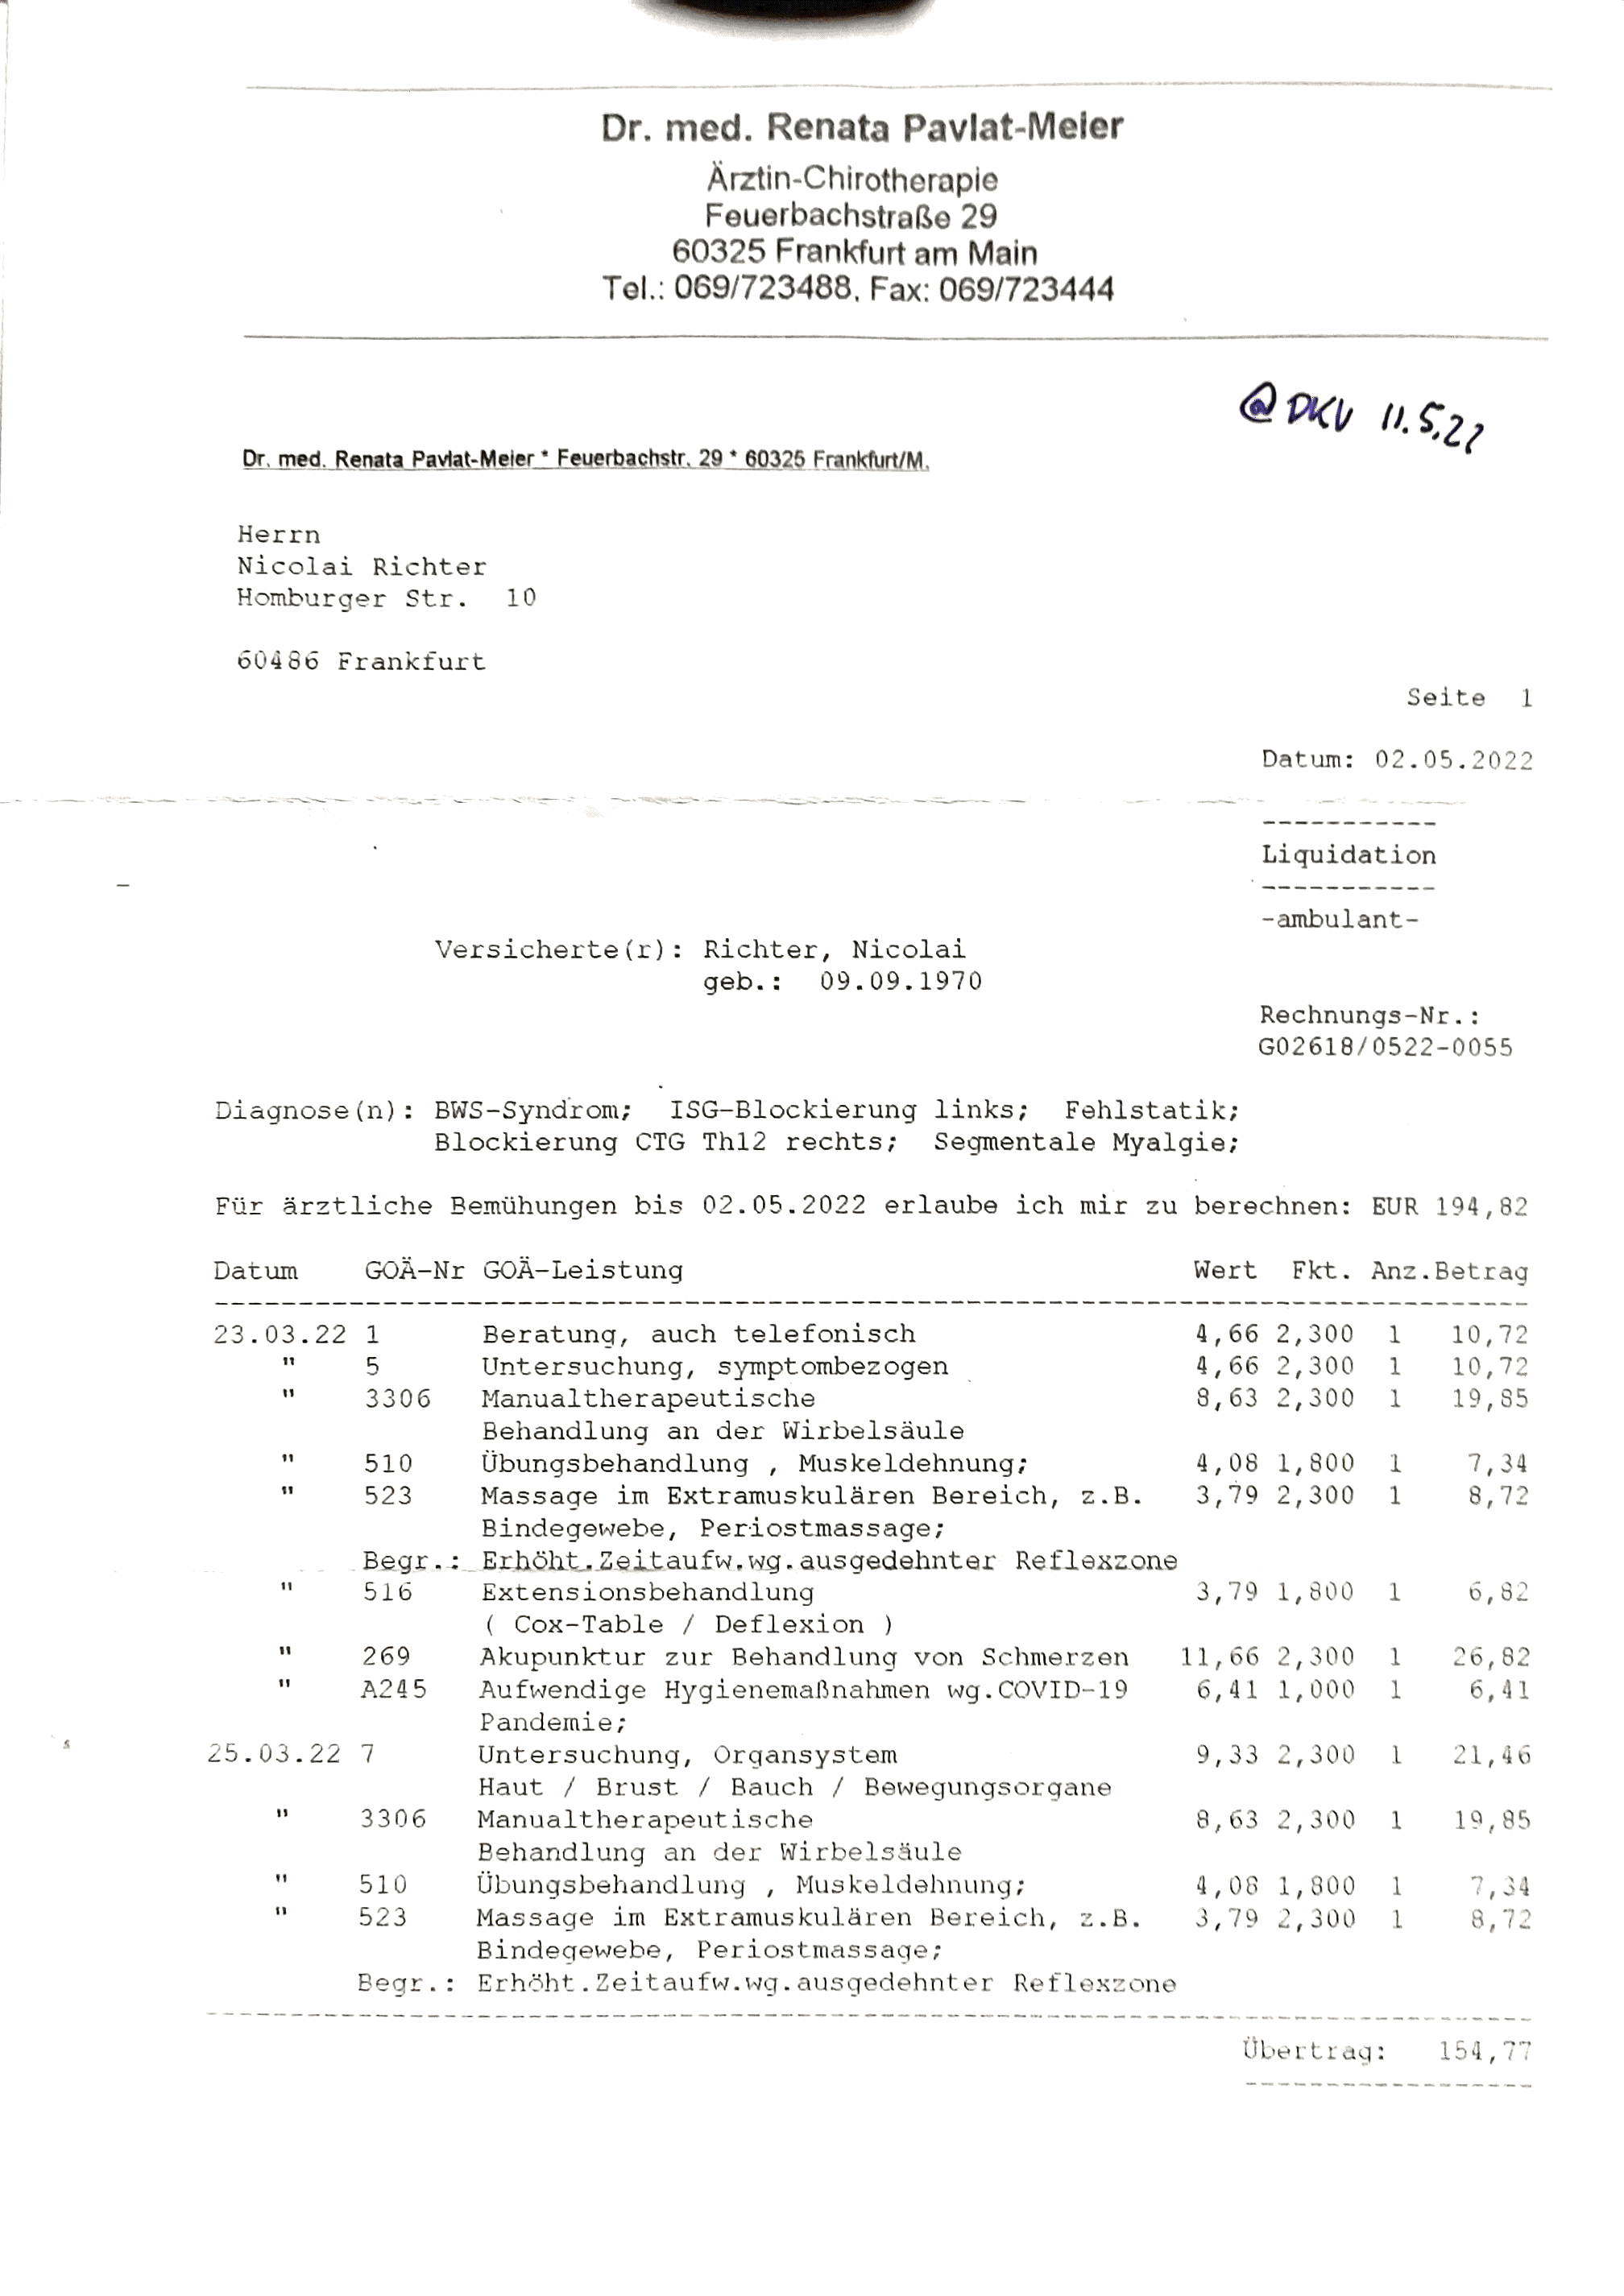 Dr. med. Renata Pavlat-Meier
Ärztin-Chirotherapie
Feuerbachstraße 29
60325 Frankfurt am Main
Tel.: 069/723488, Fax: 069/723444
@DKV 11.5.22
Dr. med. Renata Pavlat-Meier * Feuerbachstr. 29 * 60325 Frankfurt/M.
Herrn
Nicolai Richter
Homburger Str. 10
60486 Frankfurt
Seite 1
Datum: 02.05.2022
-----------
Liquidation
-----------
-ambulant-
Versicherte(r): Richter, Nicolai
geb.: 09.09.1970
Rechnungs-Nr.:
G02618/0522-0055
Diagnose(n): BWS-Syndrom; ISG-Blockierung links; Fehlstatik;
Blockierung CTG Th12 rechts; Segmentale Myalgie;
Für ärztliche Bemühungen bis 02.05.2022 erlaube ich mir zu berechnen: EUR 194,82
Datum GOÄ-Nr GOÄ-Leistung Wert Fkt. Anz. Betrag
23.03.22 1 Beratung, auch telefonisch 4,66 2,300 1 10,72
" 5 Untersuchung, symptombezogen 4,66 2,300 1 10,72
" 3306 Manualtherapeutische 8,63 2,300 1 19,85
Behandlung an der Wirbelsäule
" 510 Übungsbehandlung , Muskeldehnung; 4,08 1,800 1 7,34
" 523 Massage im Extramuskulären Bereich, z.B. 3,79 2,300 1 8,72
Bindegewebe, Periostmassage;
Begr.: Erhöht.Zeitaufw.wg.ausgedehnter Reflexzone
" 516 Extensionsbehandlung 3,79 1,800 1 6,82
( Cox-Table / Deflexion )
" 269 Akupunktur zur Behandlung von Schmerzen 11,66 2,300 1 26,82
" A245 Aufwendige Hygienemaßnahmen wg.COVID-19 6,41 1,000 1 6,41
Pandemie;
25.03.22 7 Untersuchung, Organsystem 9,33 2,300 1 21,46
Haut / Brust / Bauch / Bewegungsorgane
" 3306 Manualtherapeutische 8,63 2,300 1 19,85
Behandlung an der Wirbelsäule
" 510 Übungsbehandlung , Muskeldehnung; 4,08 1,800 1 7,34
" 523 Massage im Extramuskulären Bereich, z.B. 3,79 2,300 1 8,72
Bindegewebe, Periostmassage;
Begr.: Erhöht.Zeitaufw.wg.ausgedehnter Reflexzone
Übertrag: 154,77